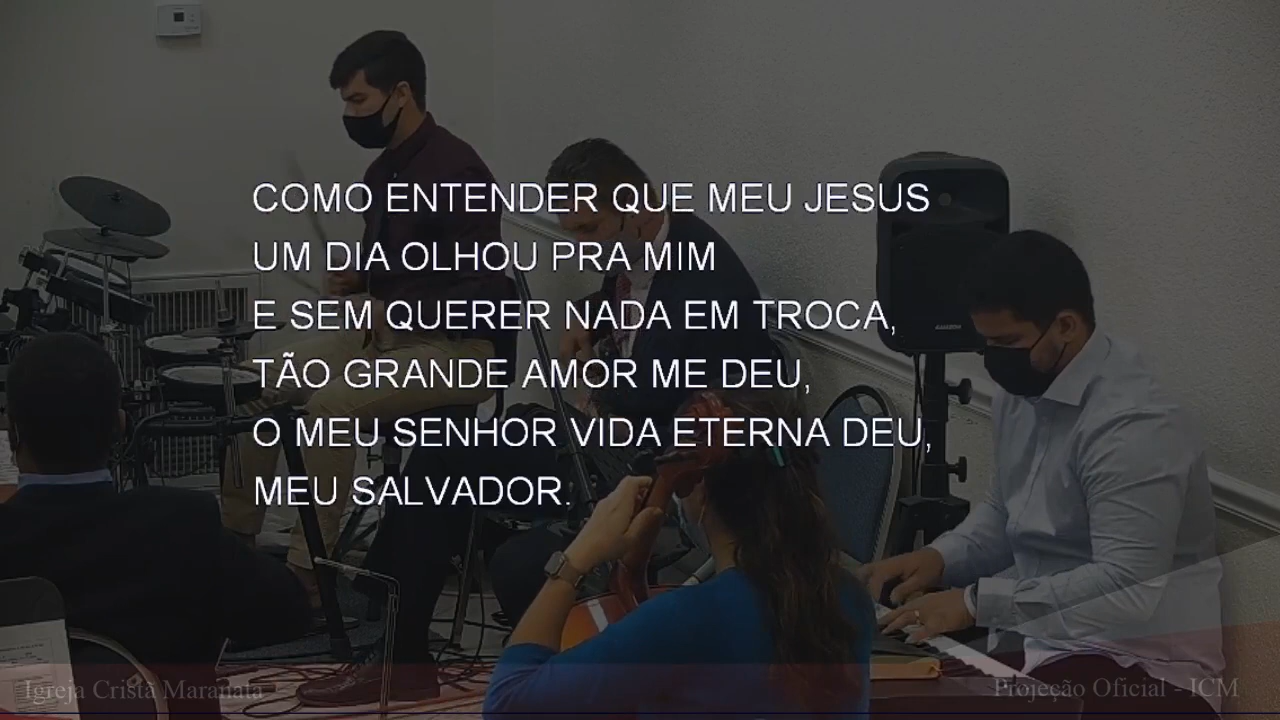 COMO ENTENDER QUE MEU JESUS
UM DIA OLHOU PRA MIM
E SEM QUERER NADA EM TROCA,
TÃO GRANDE AMOR ME DEU,
O MEU SENHOR VIDA ETERNA DEU,
MEU SALVADOR.
Igreja Cristã Maranata
Projeção Oficial - ICM